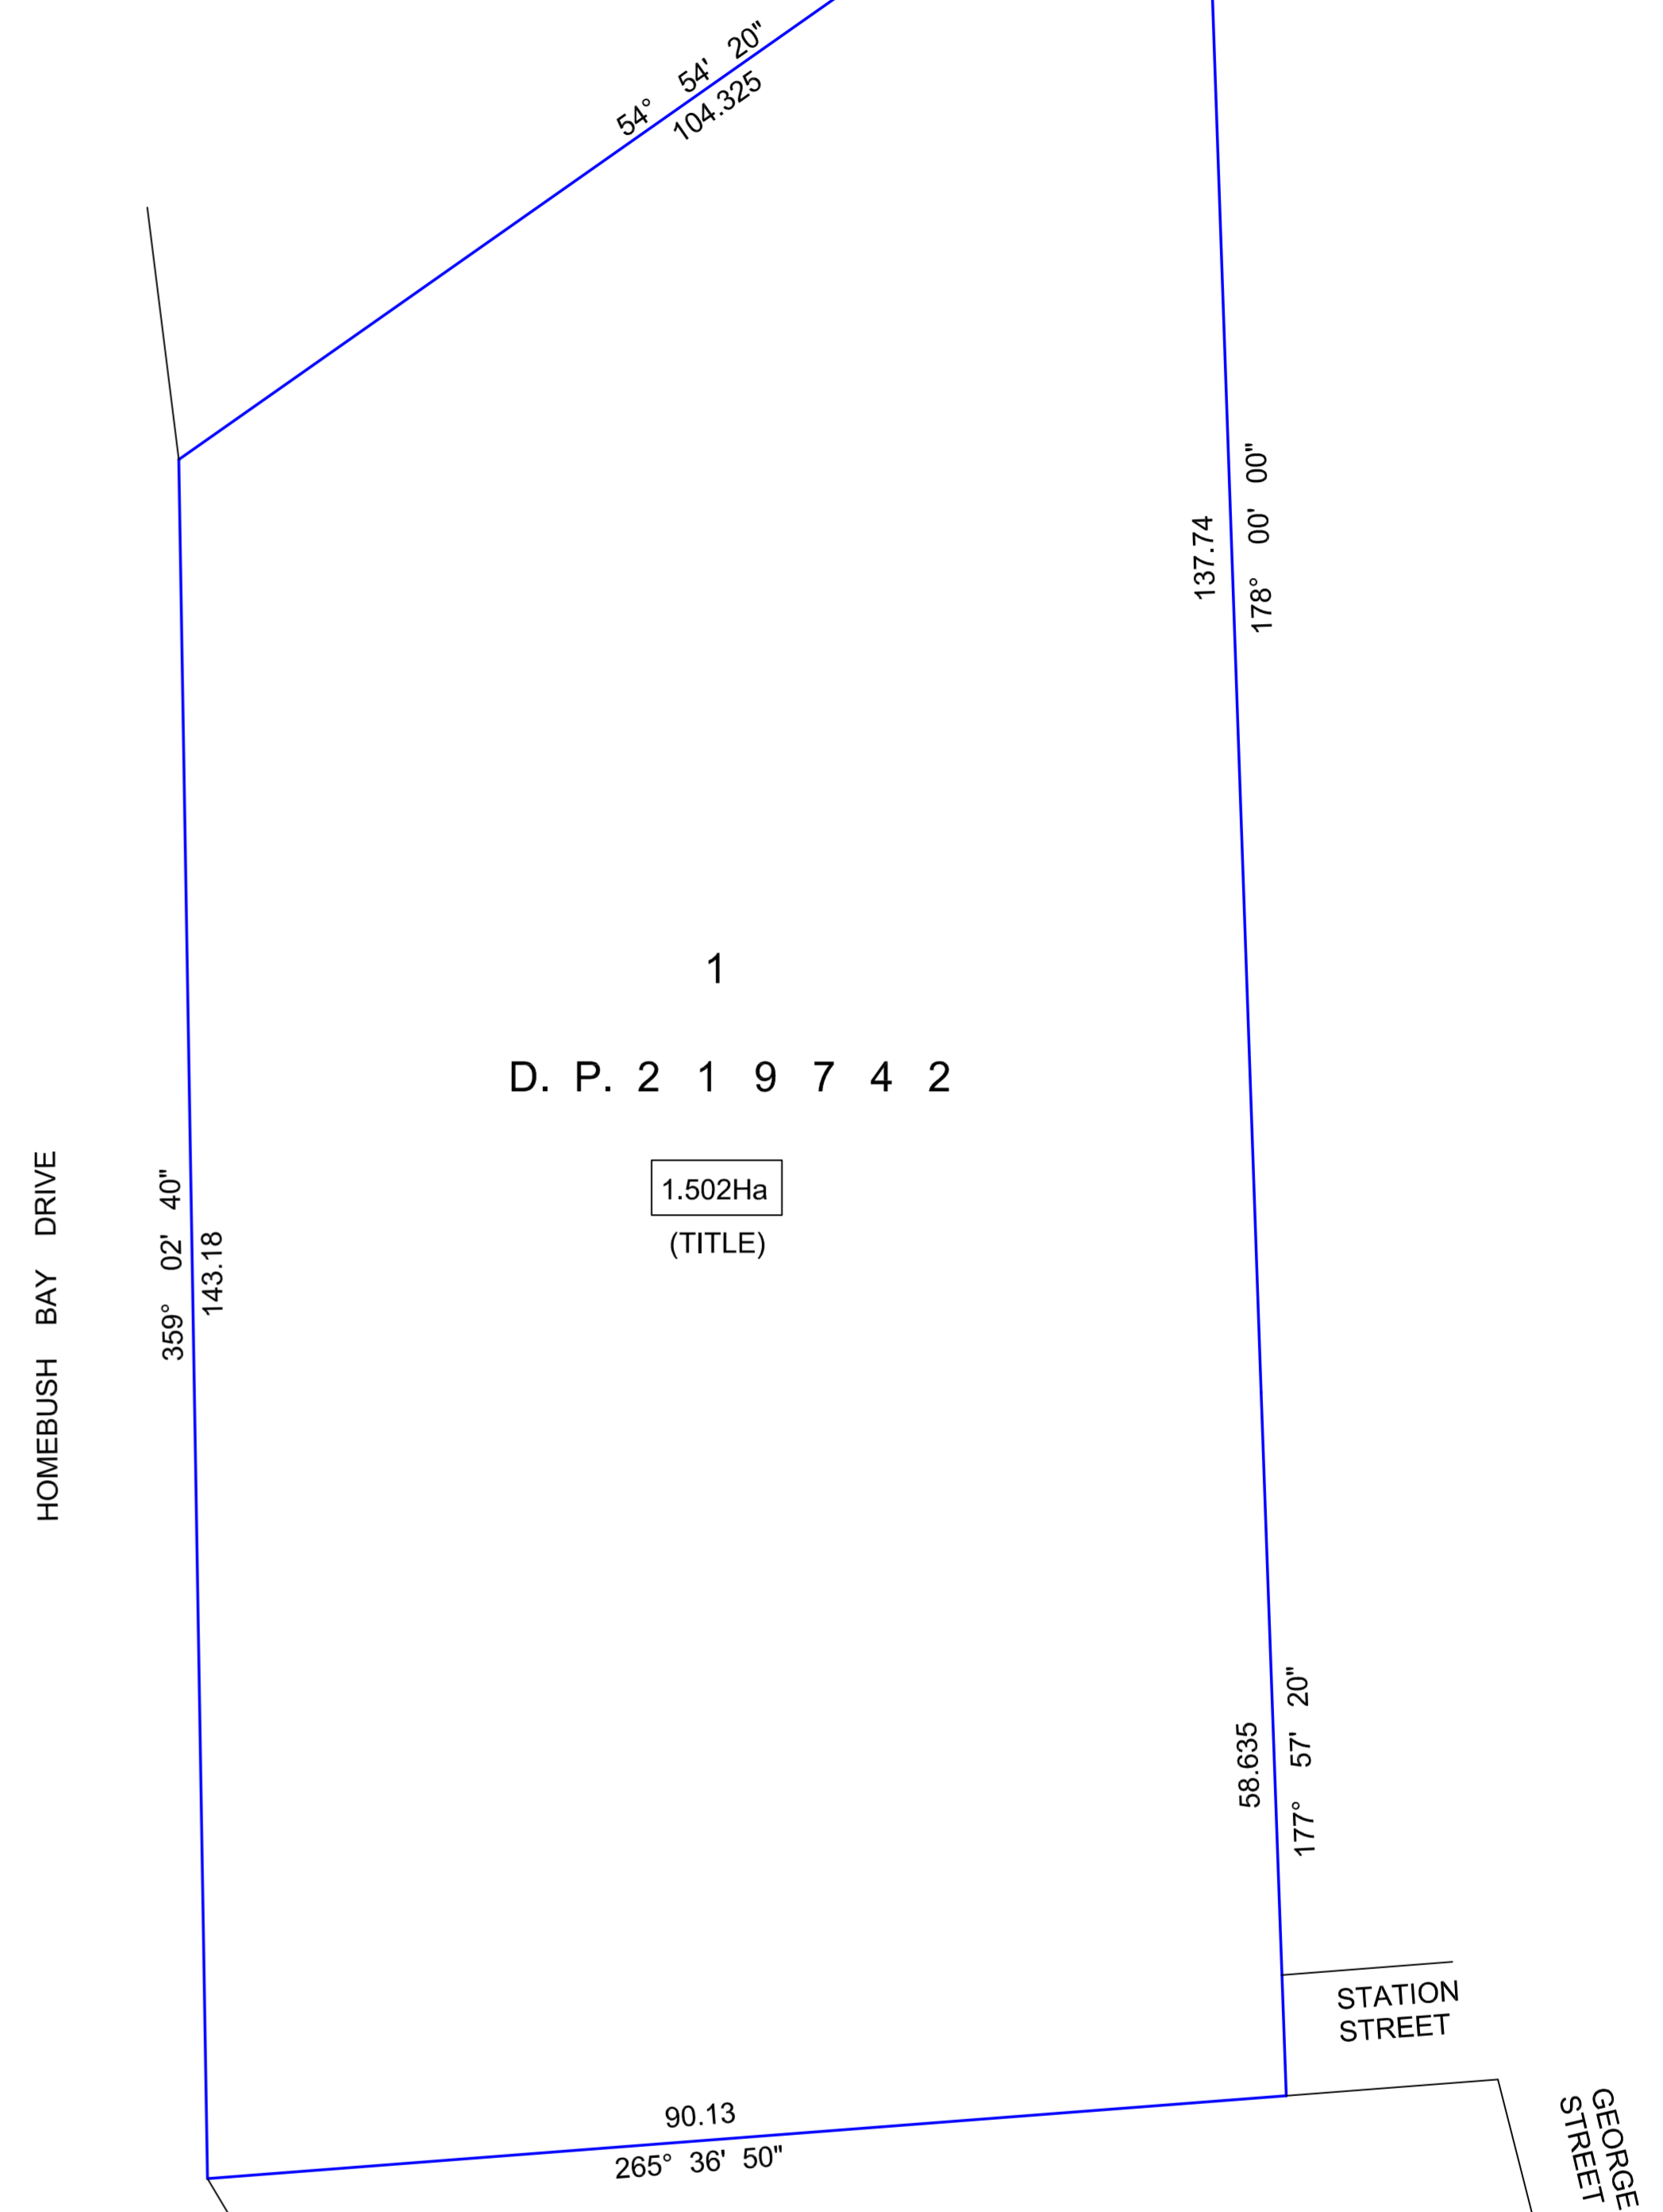 54° 54' 20"
104.325
137.74
178° 00' 00"
1
D. P. 2 1 9 7 4 2
1.502Ha
(TITLE)
HOMEBUSH BAY DRIVE
359° 02' 40"
143.18
58.635
177° 57' 20"
STATION
STREET
90.13
265° 36' 50"
GEORGE
STREET